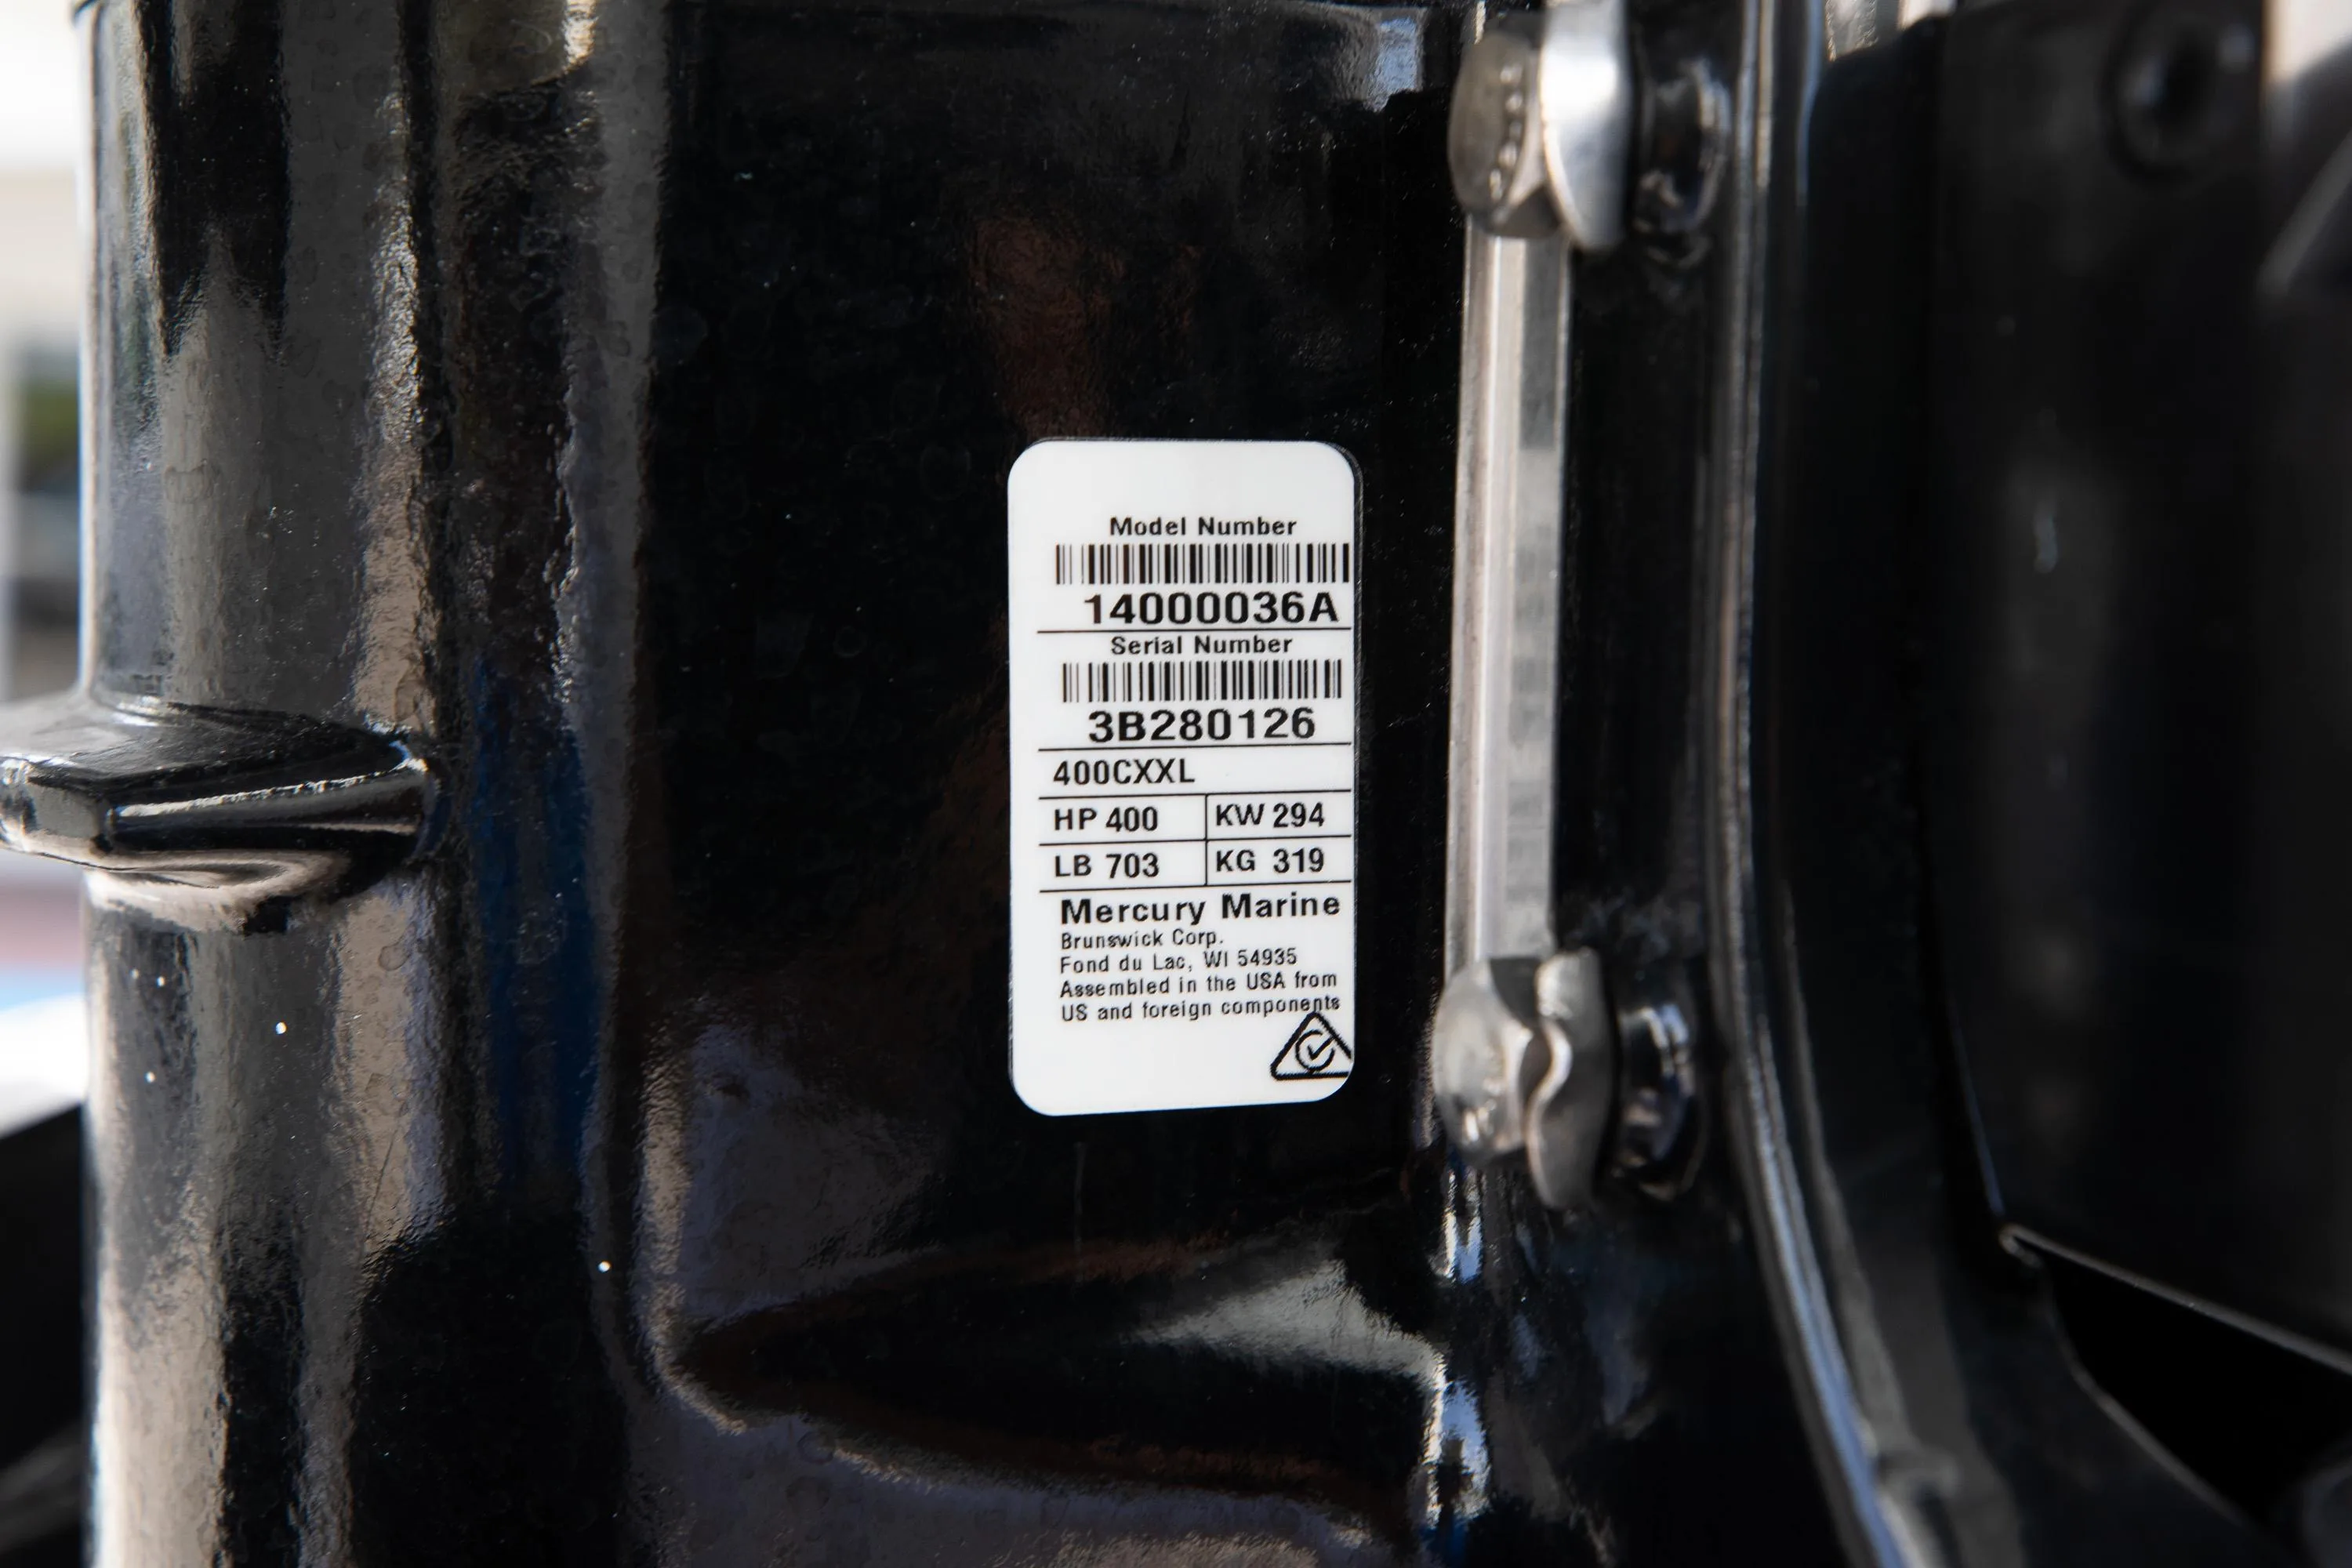 Model Number
14000036A
Serial Number
3B280126
400CXXL
HP 400 KW 294
LB 703 KG 319
Mercury Marine
Brunswick Corp.
Fond du Lac, WI 54935
Assembled in the USA from
US and foreign components